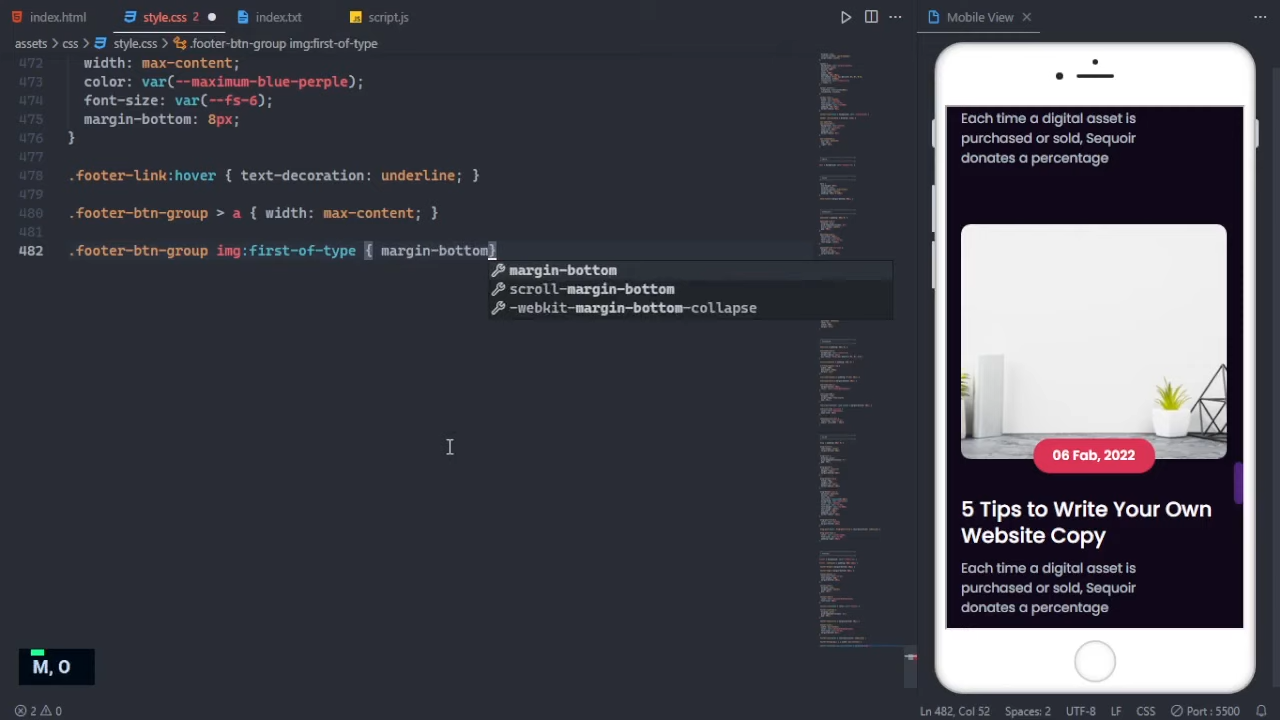 index.html
style.css 2
index.txt
script.js
Mobile View
assets > css > style.css > .footer-btn-group img:first-of-type
472 width: max-content;
473 color: var(--maximum-blue-perple);
474 font-size: var(--fs-6);
475 margin-bottom: 8px;
476 }
477
478 .footer-link:hover { text-decoration: underline; }
479
480 .footer-btn-group > a { width: max-content; }
481
482 .footer-btn-group img:first-of-type { margin-bottom}
margin-bottom
scroll-margin-bottom
-webkit-margin-bottom-collapse
M, O
Each time a digital asset is
purchased or sold, Sequoir
donates a percentage
06 Fab, 2022
5 Tips to Write Your Own
Website Copy
Each time a digital asset is
purchased or sold, Sequoir
donates a percentage
2 0
Ln 482, Col 52
Spaces: 2
UTF-8
LF
CSS
Port : 5500